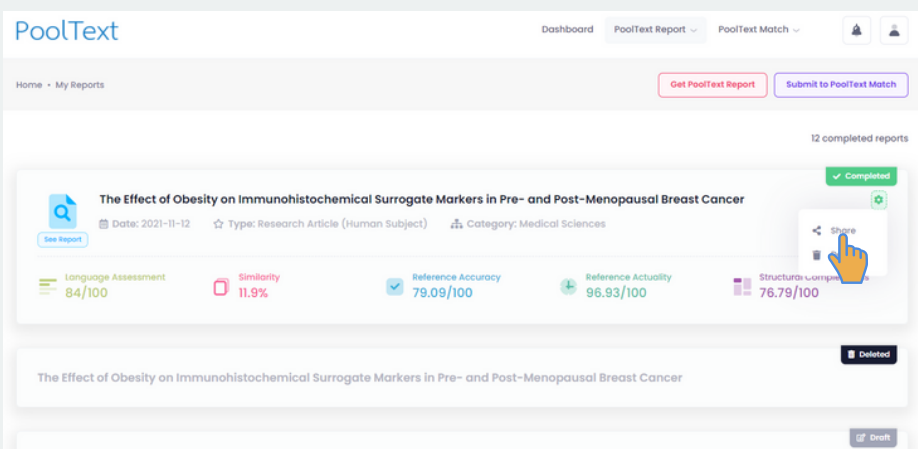 PoolText
Dashboard PoolText Report PoolText Match
Home • My Reports
Get PoolText Report Submit to PoolText Match
12 completed reports
Completed
The Effect of Obesity on Immunohistochemical Surrogate Markers in Pre- and Post-Menopausal Breast Cancer
Date: 2021-11-12 Type: Research Article (Human Subject) Category: Medical Sciences
See Report
Share
Language Assessment Similarity Reference Accuracy Reference Actuality Structural
84/100 11.9% 79.09/100 96.93/100 76.79/100
Deleted
The Effect of Obesity on Immunohistochemical Surrogate Markers in Pre- and Post-Menopausal Breast Cancer
Draft